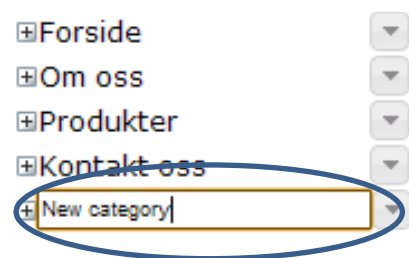 Forside
Om oss
Produkter
Kontakt oss
New category